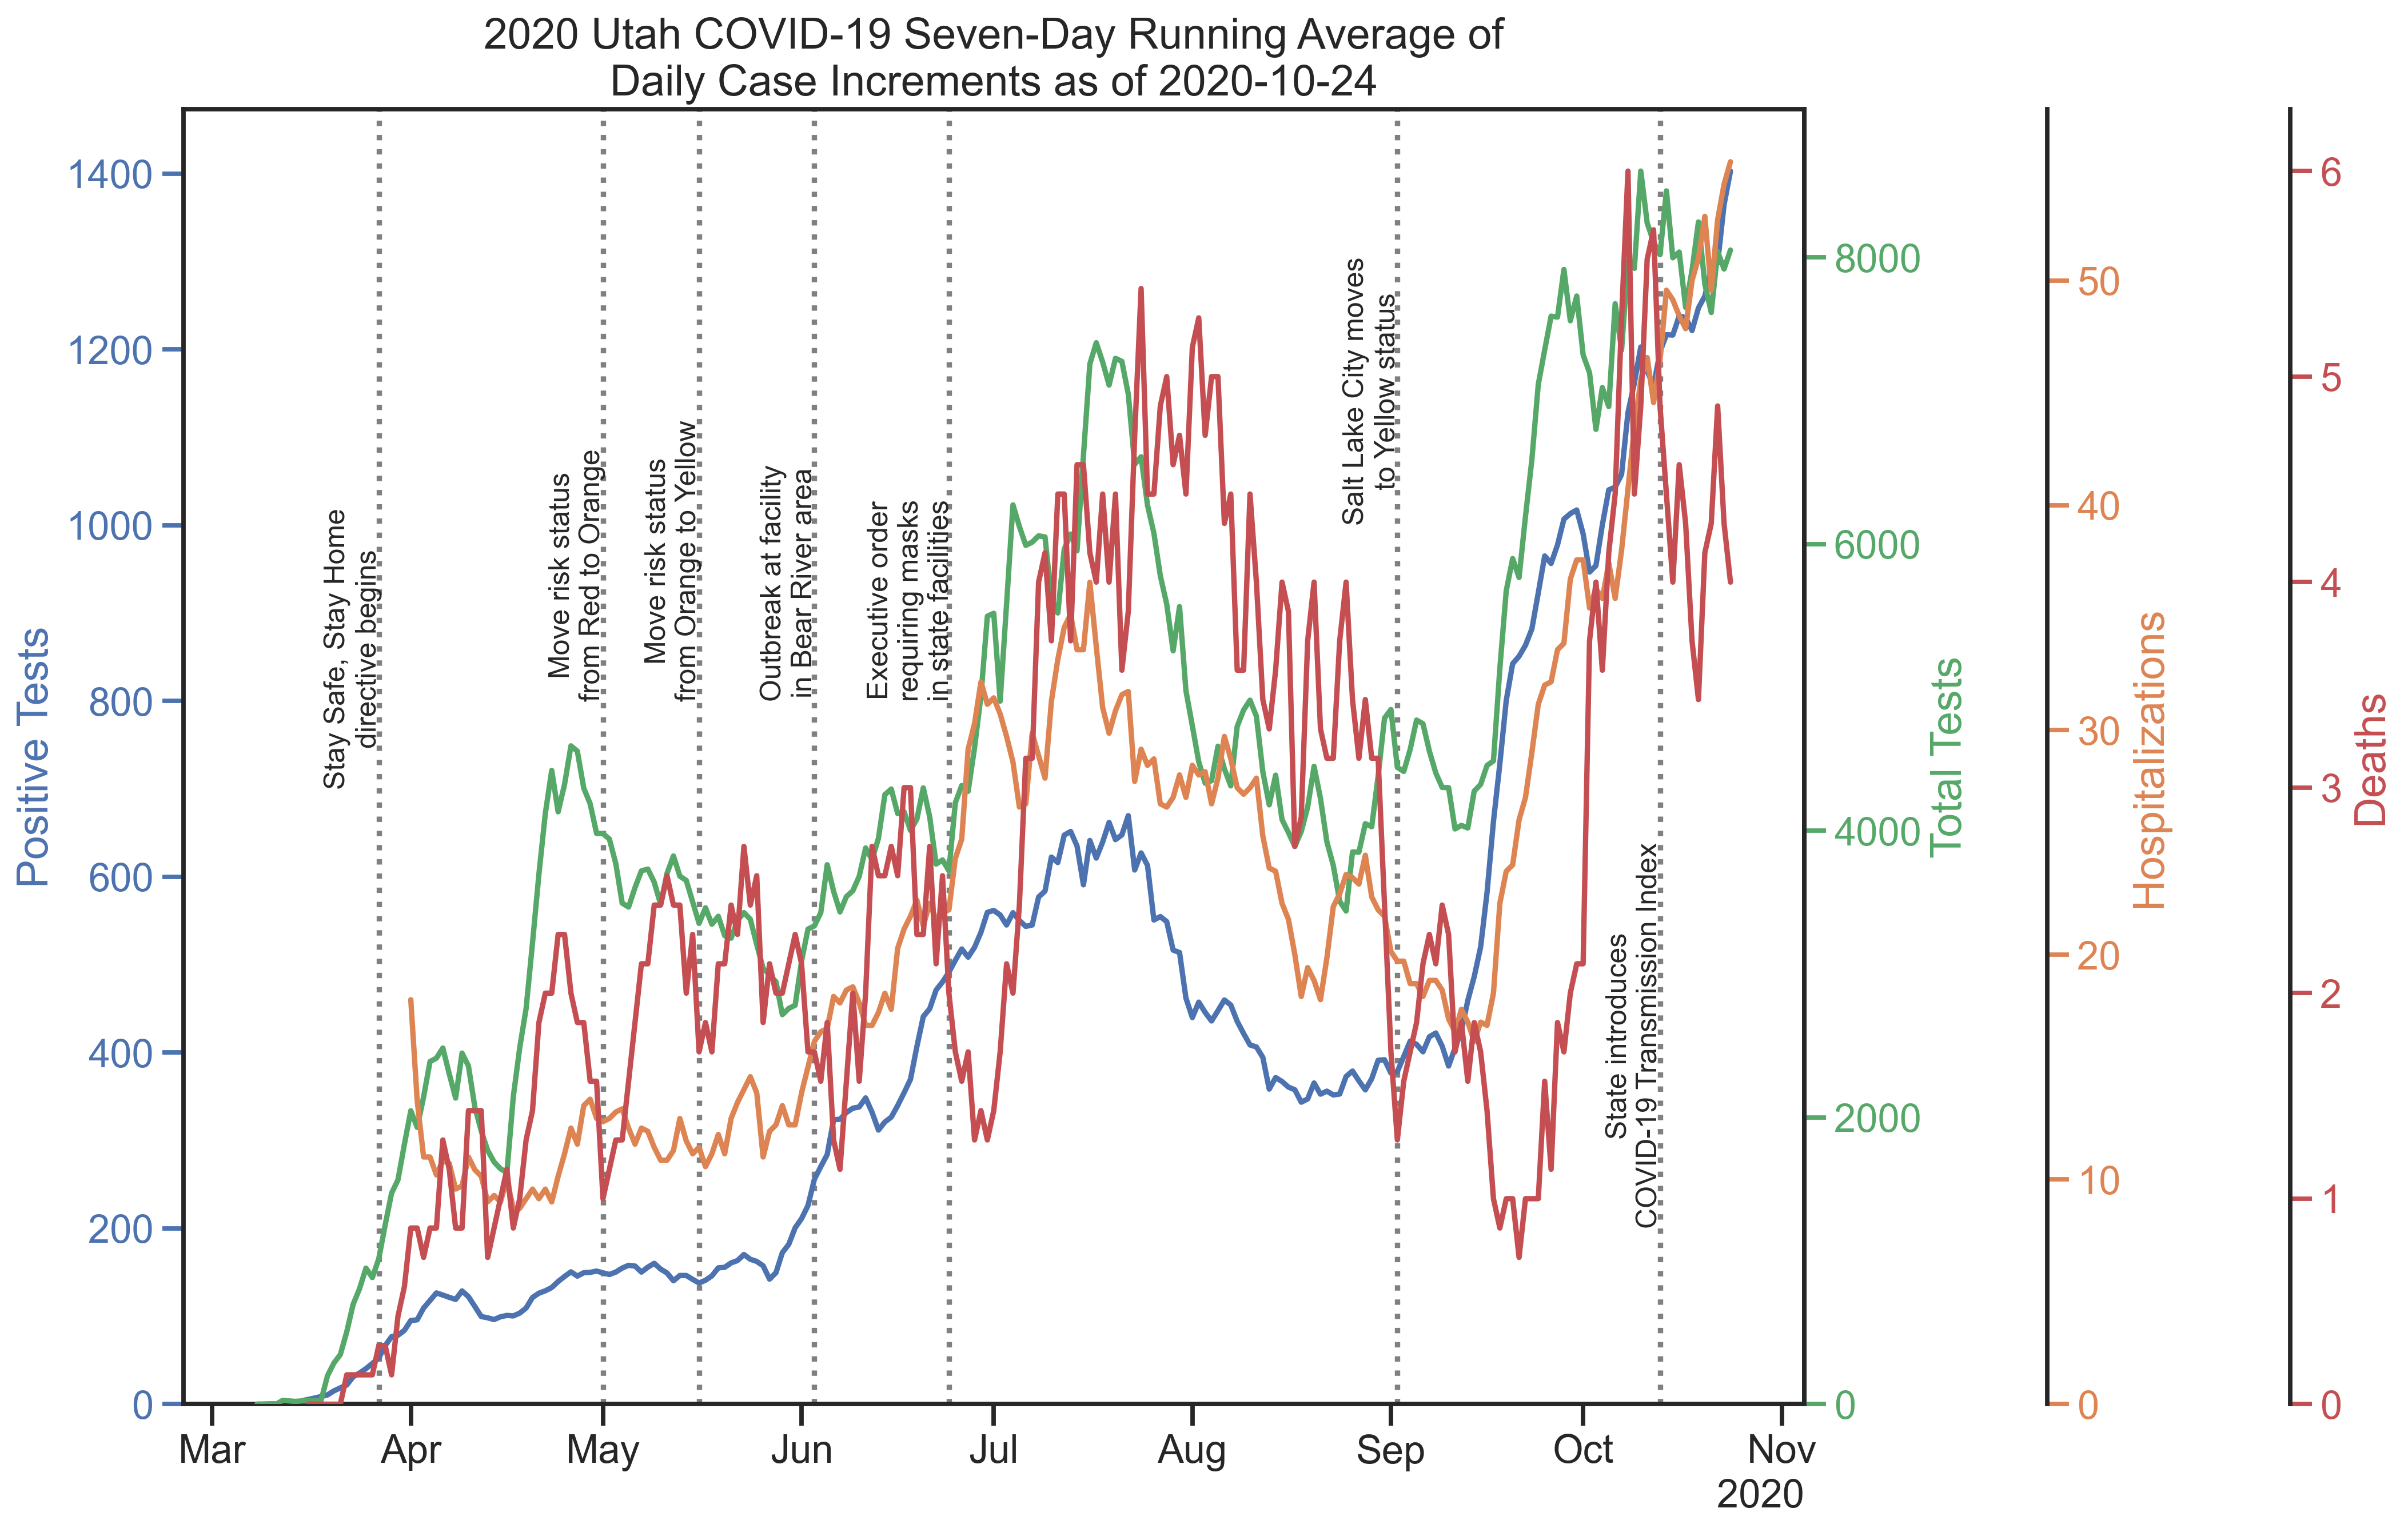 2020 Utah COVID-19 Seven-Day Running Average of
Daily Case Increments as of 2020-10-24
Positive Tests
1400
1200
1000
800
600
400
200
0
Stay Safe, Stay Home
directive begins
Move risk status
from Red to Orange
Move risk status
from Orange to Yellow
Outbreak at facility
in Bear River area
Executive order
requiring masks
in state facilities
Salt Lake City moves
to Yellow status
State introduces
COVID-19 Transmission Index
8000
6000
4000
2000
0
Total Tests
50
40
30
20
10
0
Hospitalizations
6
5
4
3
2
1
0
Deaths
Mar
Apr
May
Jun
Jul
Aug
Sep
Oct
Nov
2020